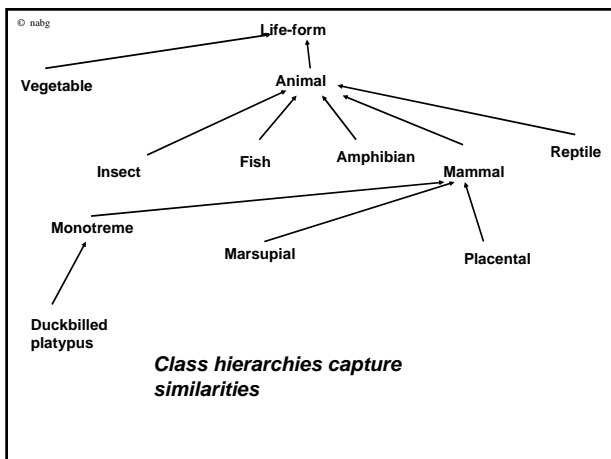 © nabg
Life-form
Vegetable
Animal
Insect
Fish
Amphibian
Mammal
Reptile
Monotreme
Marsupial
Placental
Duckbilled
platypus
Class hierarchies capture
similarities